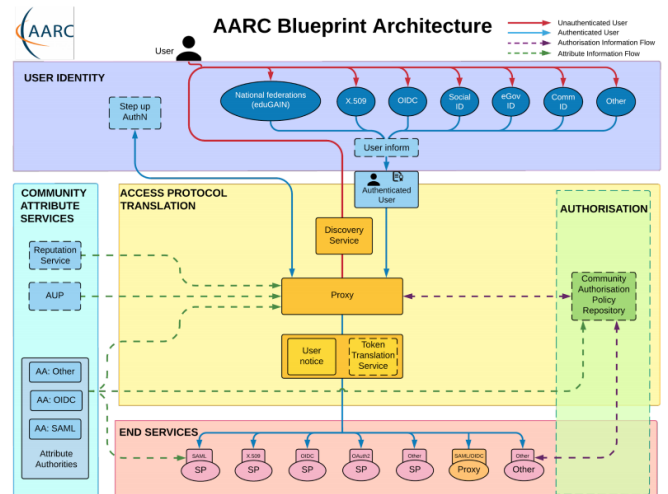 AARC
AARC Blueprint Architecture
Unauthenticated User
Authenticated User
Authorisation Information Flow
Attribute Information Flow
User
USER IDENTITY
Step up
AuthN
National federations
(eduGAIN)
X.509
OIDC
Social
ID
eGov
ID
Comm
ID
Other
User inform
Authenticated
User
COMMUNITY
ATTRIBUTE
SERVICES
ACCESS PROTOCOL
TRANSLATION
AUTHORISATION
Reputation
Service
AUP
Discovery
Service
Proxy
Community
Authorisation
Policy
Repository
User
notice
Token
Translation
Service
AA: Other
AA: OIDC
AA: SAML
Attribute
Authorities
END SERVICES
SAML
SP
X.509
SP
OIDC
SP
OAuth2
SP
Other
SP
SAML/OIDC
Proxy
Other
Other